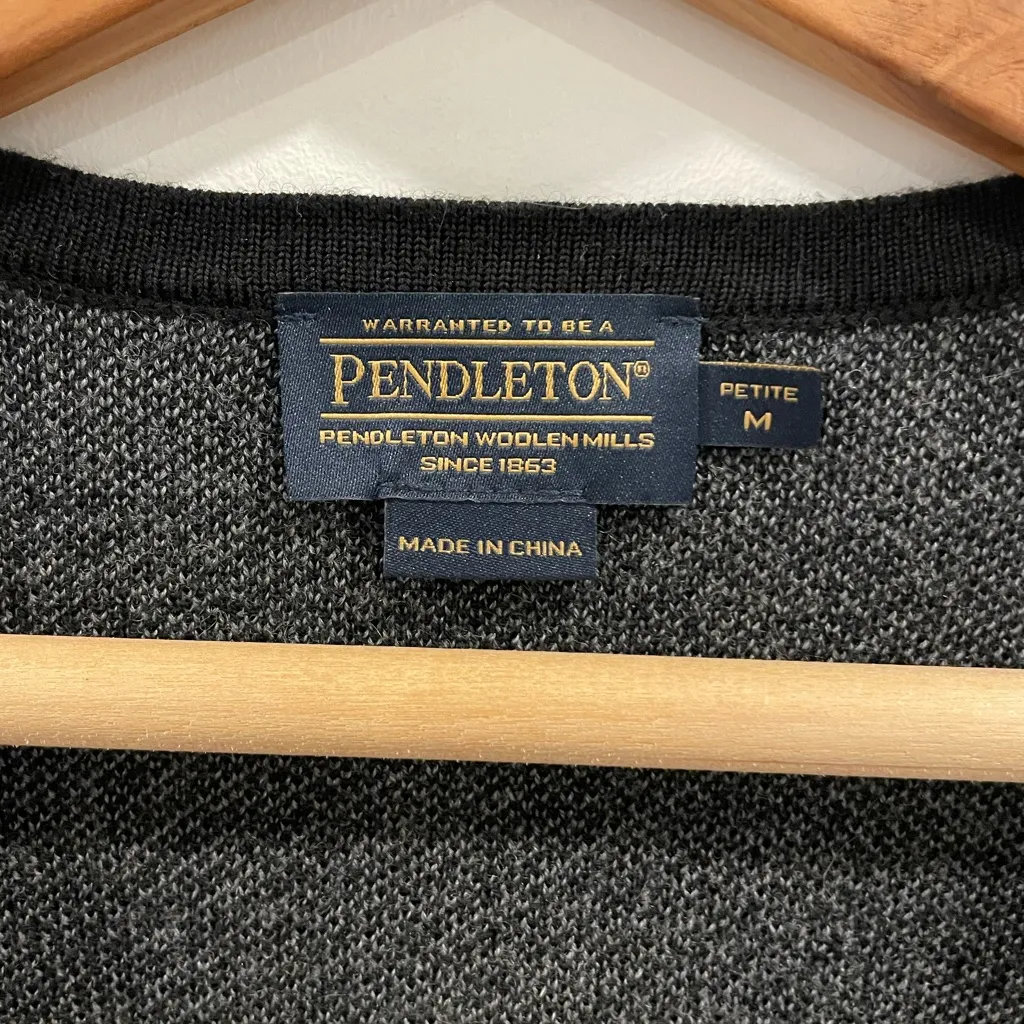 WARRANTED TO BE A
PENDLETON®
PENDLETON WOOLEN MILLS
SINCE 1863
PETITE
M
MADE IN CHINA